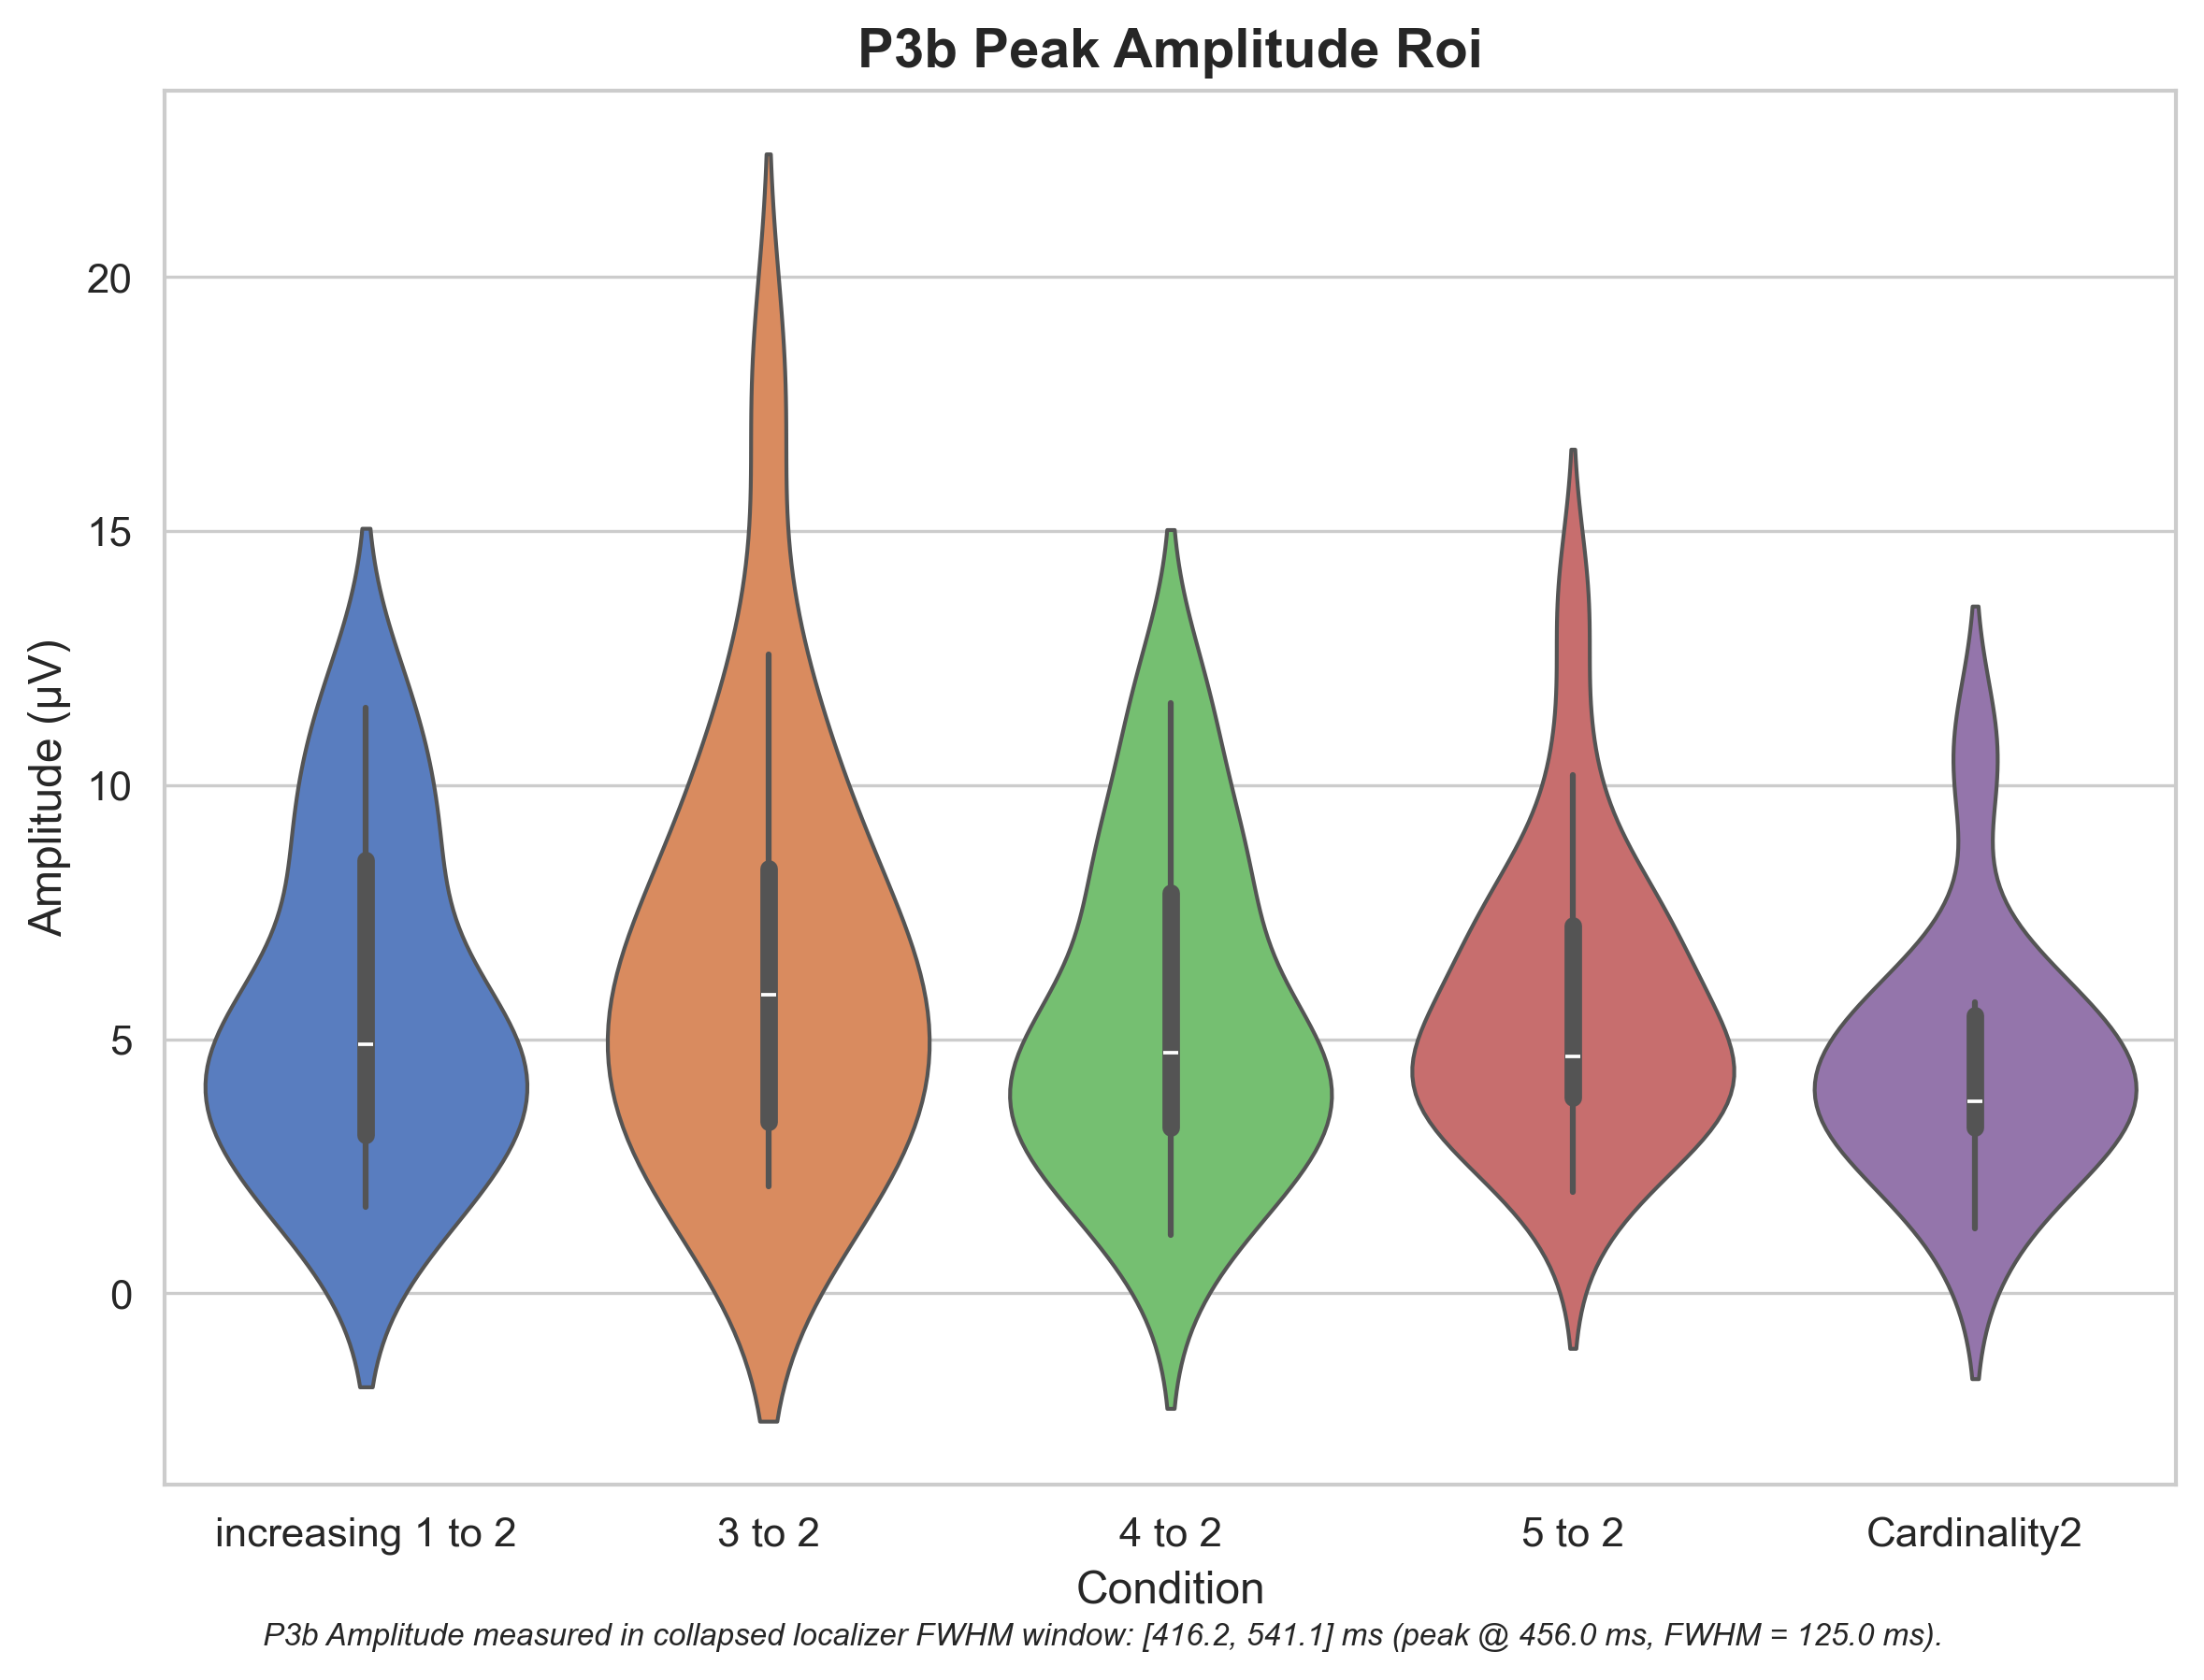 P3b Peak Amplitude Roi
Amplitude (µV)
20
15
10
5
0
increasing 1 to 2
3 to 2
4 to 2
5 to 2
Cardinality2
Condition
P3b Amplitude measured in collapsed localizer FWHM window: [416.2, 541.1] ms (peak @ 456.0 ms, FWHM = 125.0 ms).